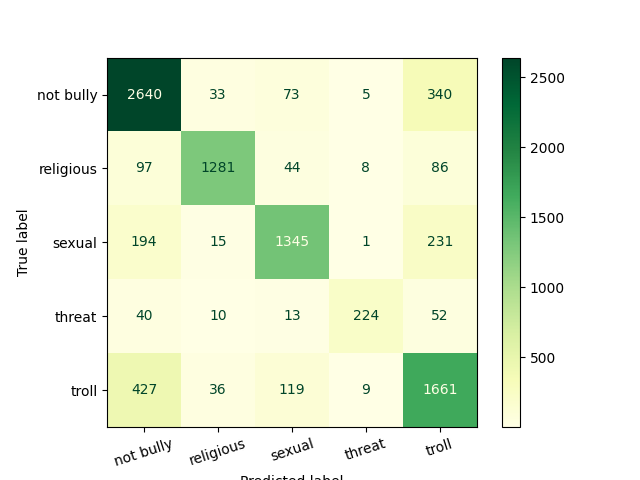 not bully 2640 33 73 5 340
religious 97 1281 44 8 86
sexual 194 15 1345 1 231
threat 40 10 13 224 52
troll 427 36 119 9 1661
not bully religious sexual threat troll
True label
Predicted label
2500
2000
1500
1000
500